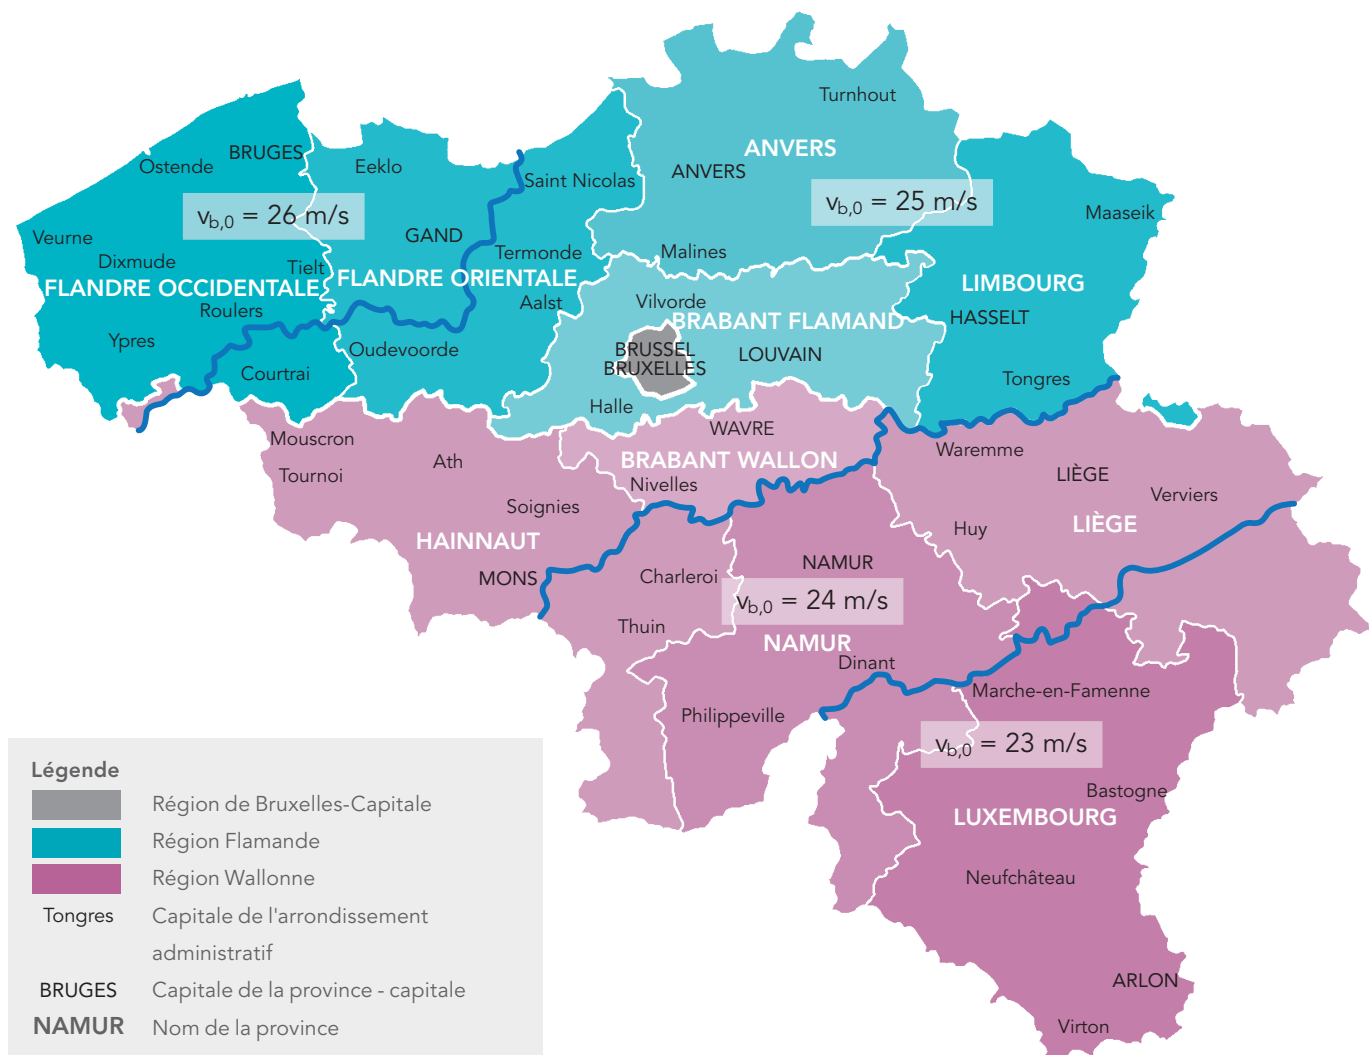 Turnhout
ANVERS
BRUGES
Ostende
Eeklo
ANVERS
Saint Nicolas
vb,0 = 26 m/s
vb,0 = 25 m/s
Maaseik
Veurne
GAND
Termonde
Malines
Dixmude
Tielt
FLANDRE OCCIDENTALE
FLANDRE ORIENTALE
LIMBOURG
Roulers
Aalst
Vilvorde
BRABANT FLAMAND
HASSELT
Ypres
Oudevoorde
BRUSSEL
BRUXELLES
LOUVAIN
Courtrai
Tongres
Halle
Mouscron
WAVRE
Waremme
Tournoi
Ath
BRABANT WALLON
Nivelles
LIÈGE
Verviers
Soignies
Huy
LIÈGE
HAINNAUT
MONS
Charleroi
NAMUR
vb,0 = 24 m/s
Thuin
NAMUR
Dinant
Marche-en-Famenne
Philippeville
vb,0 = 23 m/s
Bastogne
LUXEMBOURG
Neufchâteau
ARLON
Virton
Légende
Région de Bruxelles-Capitale
Région Flamande
Région Wallonne
Tongres Capitale de l'arrondissement
administratif
BRUGES Capitale de la province - capitale
NAMUR Nom de la province